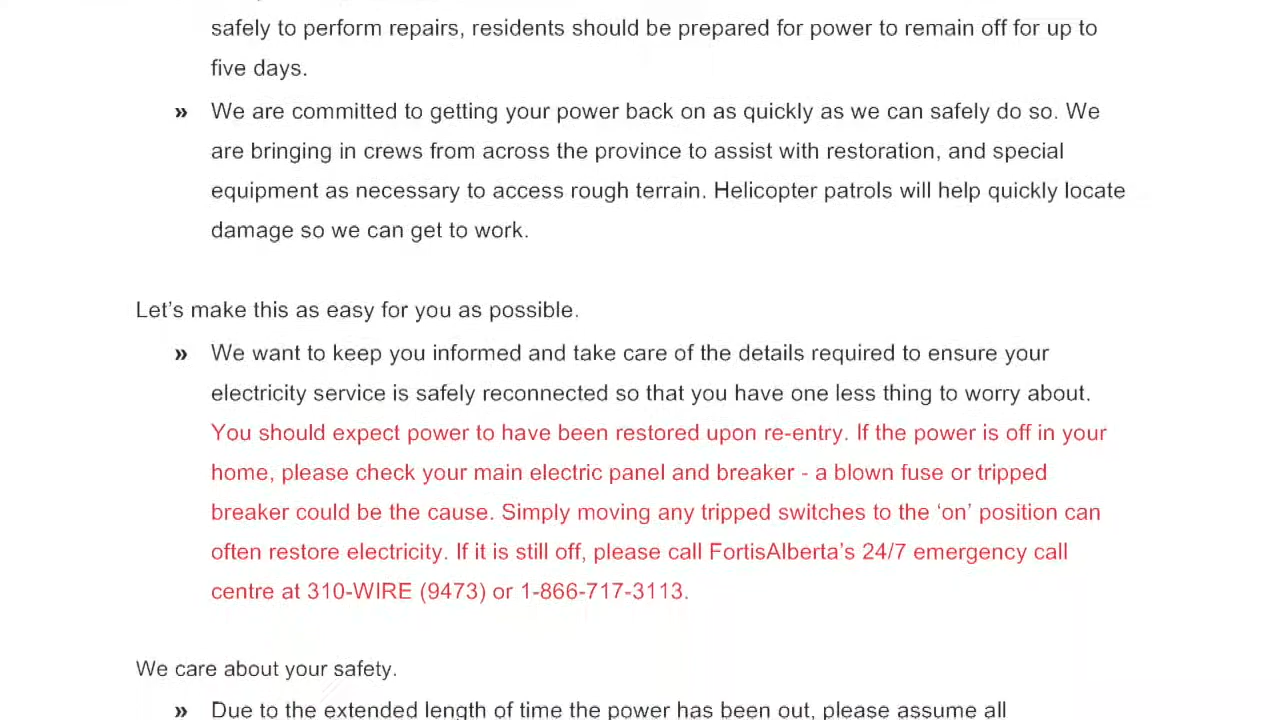 safely to perform repairs, residents should be prepared for power to remain off for up to
five days.
» We are committed to getting your power back on as quickly as we can safely do so. We
are bringing in crews from across the province to assist with restoration, and special
equipment as necessary to access rough terrain. Helicopter patrols will help quickly locate
damage so we can get to work.
Let’s make this as easy for you as possible.
» We want to keep you informed and take care of the details required to ensure your
electricity service is safely reconnected so that you have one less thing to worry about.
You should expect power to have been restored upon re-entry. If the power is off in your
home, please check your main electric panel and breaker - a blown fuse or tripped
breaker could be the cause. Simply moving any tripped switches to the ‘on’ position can
often restore electricity. If it is still off, please call FortisAlberta’s 24/7 emergency call
centre at 310-WIRE (9473) or 1-866-717-3113.
We care about your safety.
» Due to the extended length of time the power has been out, please assume all